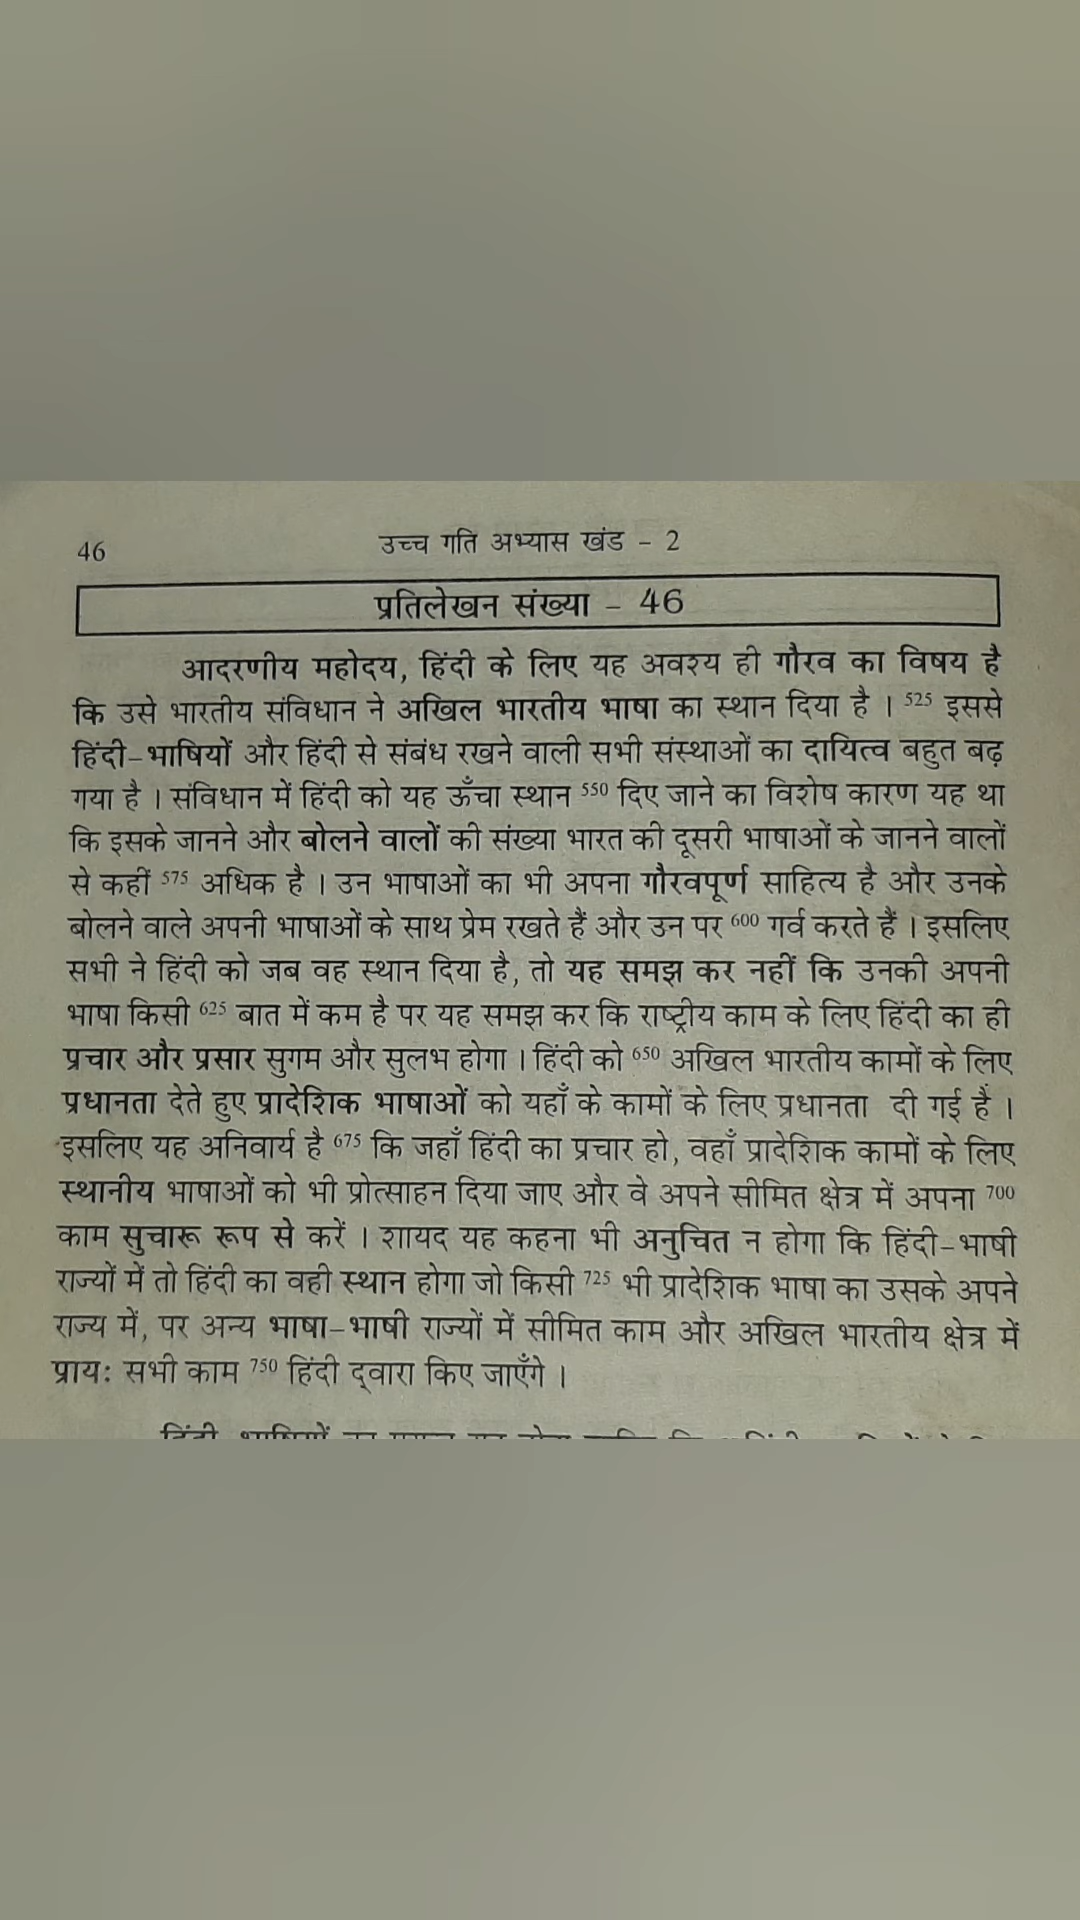 46
उच्च गति अभ्यास खंड - 2
प्रतिलेखन संख्या - 46
आदरणीय महोदय, हिंदी के लिए यह अवश्य ही गौरव का विषय है
कि उसे भारतीय संविधान ने अखिल भारतीय भाषा का स्थान दिया है । 525 इससे
हिंदी-भाषियों और हिंदी से संबंध रखने वाली सभी संस्थाओं का दायित्व बहुत बढ़
गया है । संविधान में हिंदी को यह ऊँचा स्थान 550 दिए जाने का विशेष कारण यह था
कि इसके जानने और बोलने वालों की संख्या भारत की दूसरी भाषाओं के जानने वालों
से कहीं 575 अधिक है । उन भाषाओं का भी अपना गौरवपूर्ण साहित्य है और उनके
बोलने वाले अपनी भाषाओं के साथ प्रेम रखते हैं और उन पर 600 गर्व करते हैं । इसलिए
सभी ने हिंदी को जब वह स्थान दिया है, तो यह समझ कर नहीं कि उनकी अपनी
भाषा किसी 625 बात में कम है पर यह समझ कर कि राष्ट्रीय काम के लिए हिंदी का ही
प्रचार और प्रसार सुगम और सुलभ होगा । हिंदी को 650 अखिल भारतीय कामों के लिए
प्रधानता देते हुए प्रादेशिक भाषाओं को यहाँ के कामों के लिए प्रधानता दी गई है ।
इसलिए यह अनिवार्य है 675 कि जहाँ हिंदी का प्रचार हो, वहाँ प्रादेशिक कामों के लिए
स्थानीय भाषाओं को भी प्रोत्साहन दिया जाए और वे अपने सीमित क्षेत्र में अपना 700
काम सुचारू रूप से करें । शायद यह कहना भी अनुचित न होगा कि हिंदी-भाषी
राज्यों में तो हिंदी का वही स्थान होगा जो किसी 725 भी प्रादेशिक भाषा का उसके अपने
राज्य में, पर अन्य भाषा-भाषी राज्यों में सीमित काम और अखिल भारतीय क्षेत्र में
प्रायः सभी काम 750 हिंदी द्वारा किए जाएँगे ।